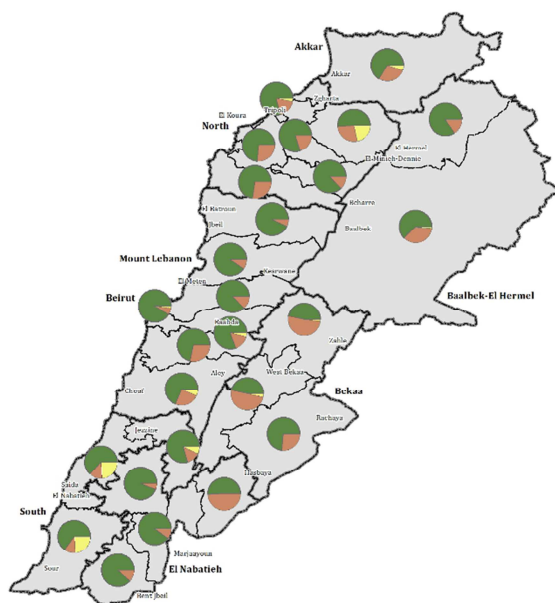 Akkar
Akkar
Zgharta
Tripoli
El Koura
North
El-Minieh-Dennie
El Hermel
Bcharre
El Batroun
Jbeil
Baalbek
Mount Lebanon
Kesrwane
El Meten
Baalbek-El Hermel
Beirut
Baabda
Zahle
Aley
West Bekaa
Chouf
Bekaa
Rachaya
Jezzine
Hasbaya
Saida
El Nabatieh
South
Marjaayoun
Sour
El Nabatieh
Bent Jbeil